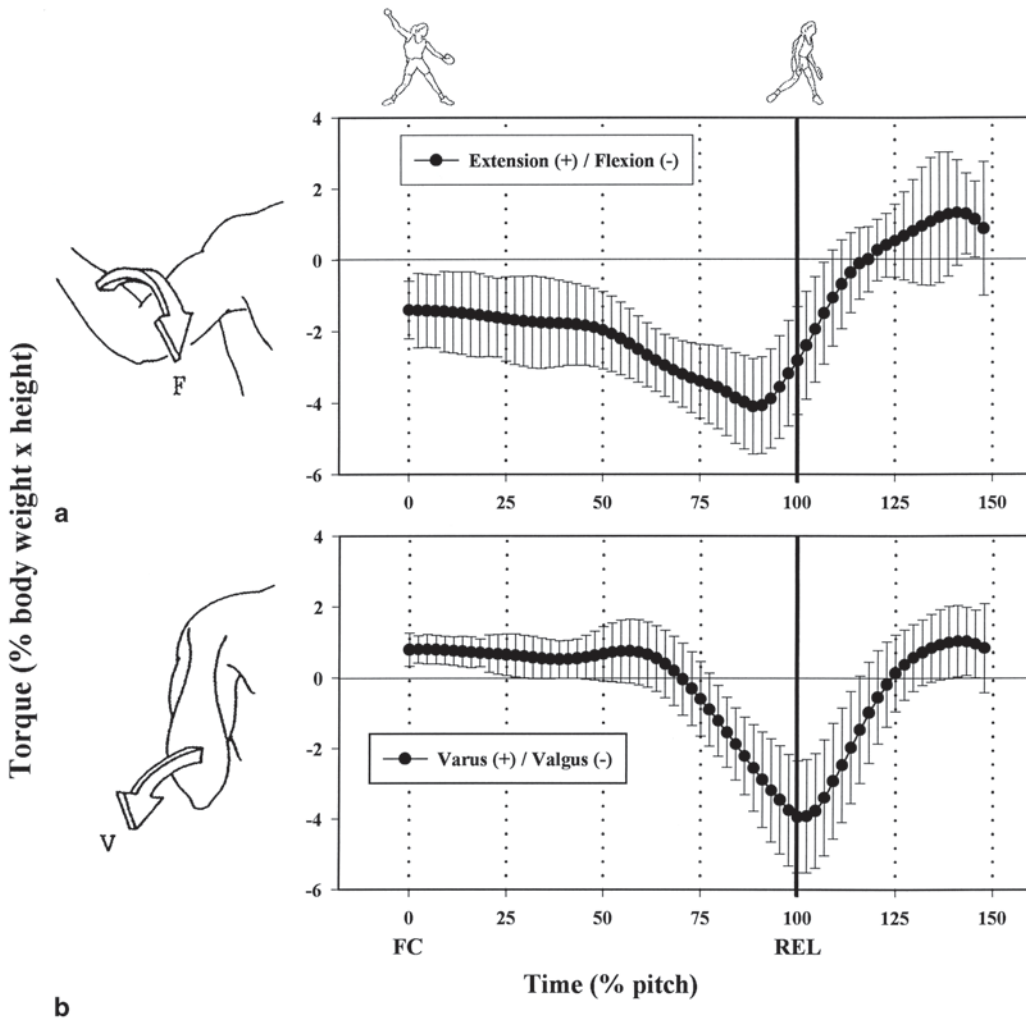 Torque (% body weight x height)
4
Extension (+) / Flexion (-)
2
0
-2
-4
-6
F
0 25 50 75 100 125 150
a
4
2
0
-2
Varus (+) / Valgus (-)
-4
-6
V
0 25 50 75 100 125 150
FC REL
Time (% pitch)
b